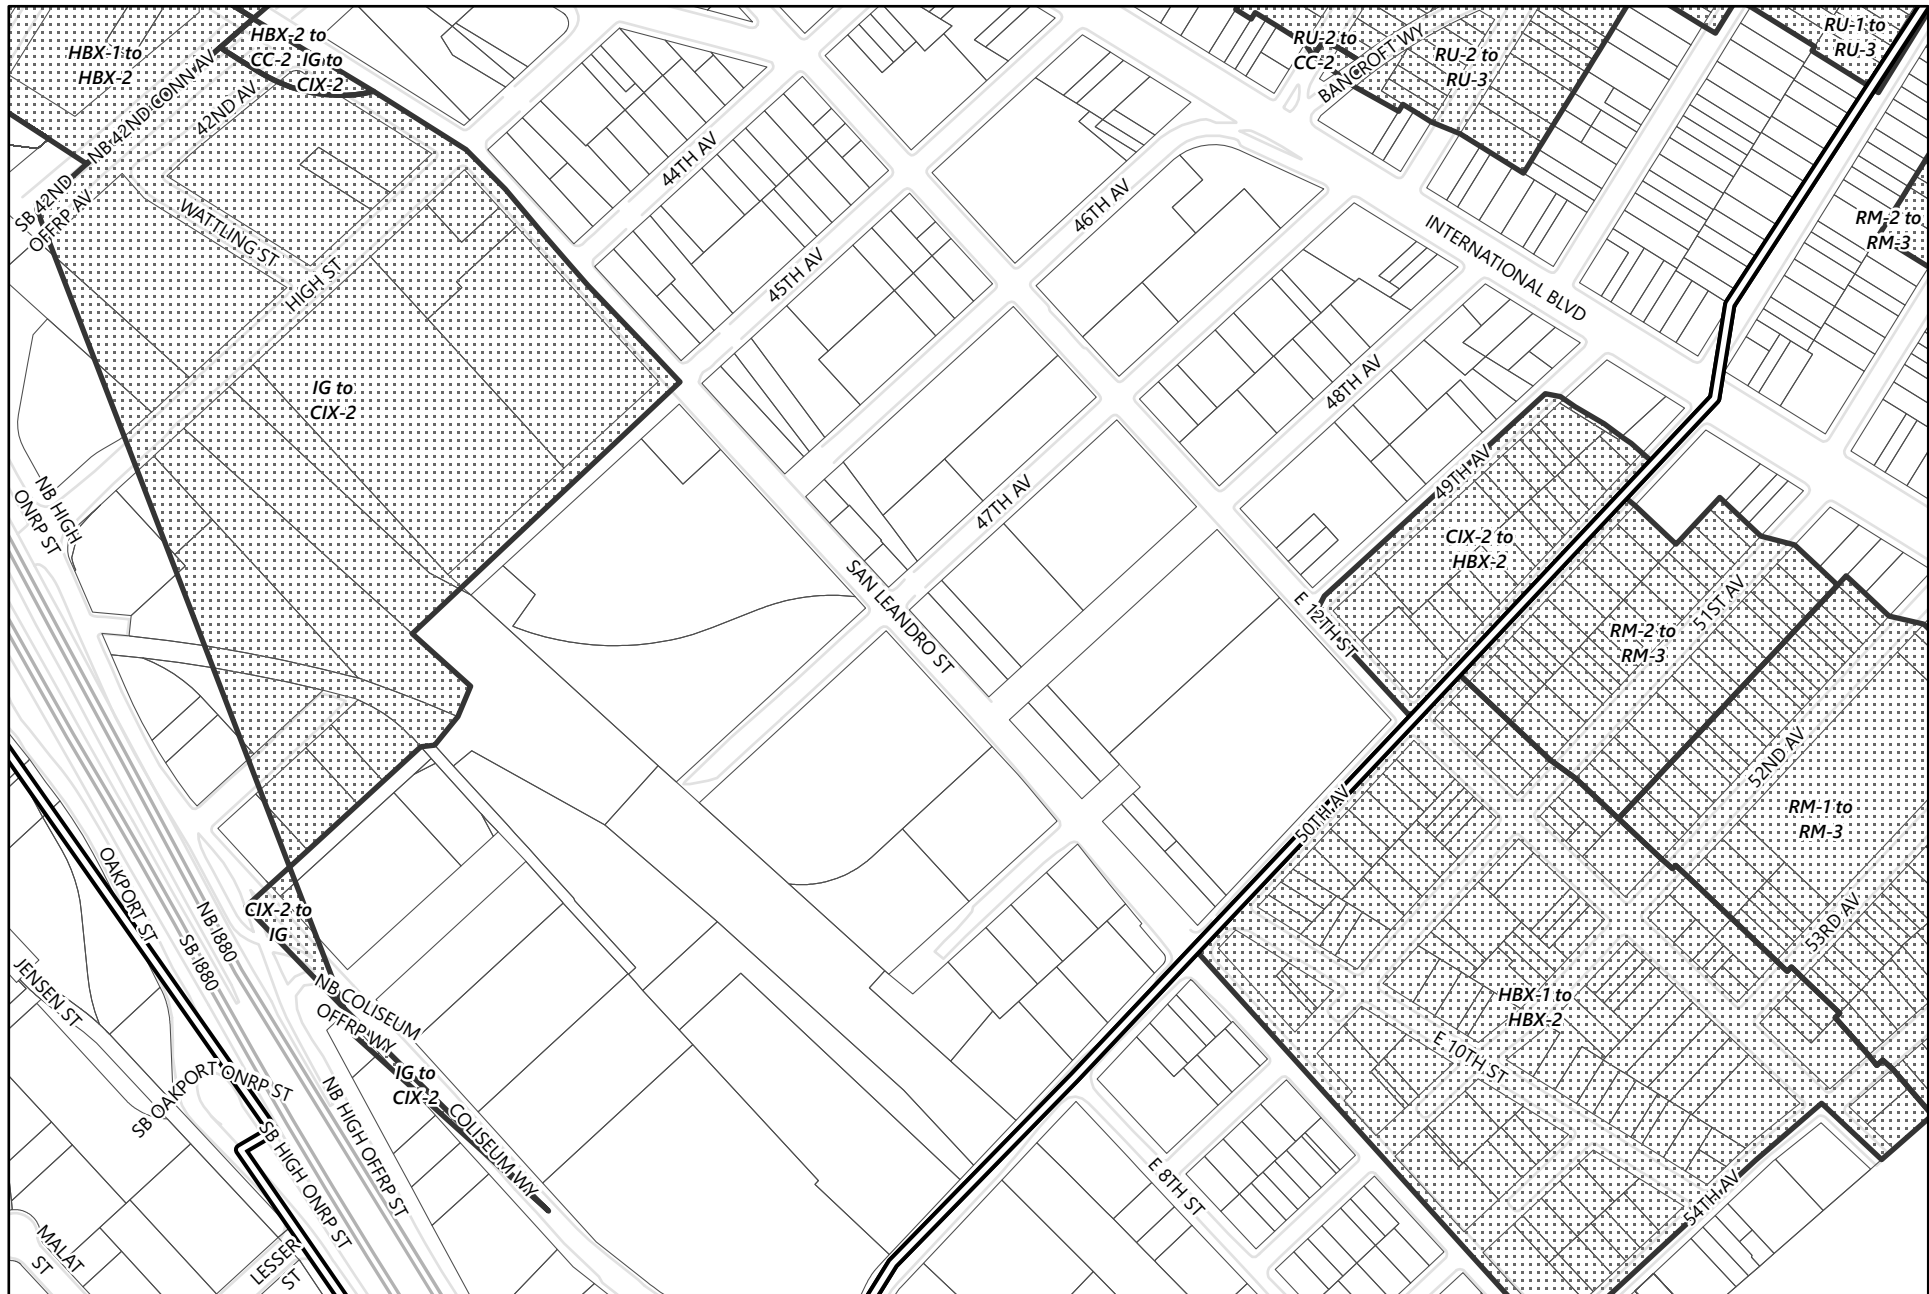 HBX-1 to
HBX-2
HBX-2 to
CC-2
IG to
CIX-2
RU-2 to
CC-2
BANCROFT WY
RU-2 to
RU-3
RU-1 to
RU-3
NB 42ND CONN AV
42ND AV
SB 42ND
OFFRP AV
WATTLING ST
HIGH ST
44TH AV
45TH AV
46TH AV
INTERNATIONAL BLVD
RM-2 to
RM-3
IG to
CIX-2
48TH AV
47TH AV
49TH AV
NB HIGH
ONRP ST
CIX-2 to
HBX-2
SAN LEANDRO ST
E 12TH ST
51ST AV
RM-2 to
RM-3
52ND AV
RM-1 to
RM-3
50TH AV
OAKPORT ST
NB I880
SB I880
CIX-2 to
IG
53RD AV
JENSEN ST
NB COLISEUM
OFFRP WY
HBX-1 to
HBX-2
E 10TH ST
IG to
CIX-2
SB OAKPORT ONRP ST
NB HIGH OFFRP ST
COLISEUM WY
SB HIGH ONRP ST
E 8TH ST
54TH AV
MALAT
ST
LESSER
ST